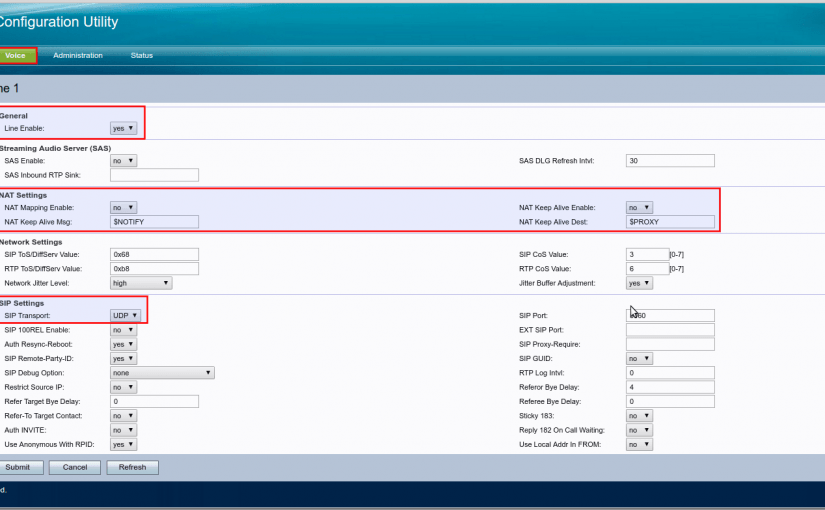 Configuration Utility
Voice Administration Status
ne 1
General
Line Enable: yes
Streaming Audio Server (SAS)
SAS Enable: no SAS DLG Refresh Intvl: 30
SAS Inbound RTP Sink:
NAT Settings
NAT Mapping Enable: no NAT Keep Alive Enable: no
NAT Keep Alive Msg: $NOTIFY NAT Keep Alive Dest: $PROXY
Network Settings
SIP ToS/DiffServ Value: 0x68 SIP CoS Value: 3 [0-7]
RTP ToS/DiffServ Value: 0xb8 RTP CoS Value: 6 [0-7]
Network Jitter Level: high Jitter Buffer Adjustment: yes
SIP Settings
SIP Transport: UDP SIP Port:
SIP 100REL Enable: no EXT SIP Port:
Auth Resync-Reboot: yes SIP Proxy-Require:
SIP Remote-Party-ID: yes SIP GUID: no
SIP Debug Option: none RTP Log Intvl: 0
Restrict Source IP: no Referor Bye Delay: 4
Refer Target Bye Delay: 0 Referee Bye Delay: 0
Refer-To Target Contact: no Sticky 183: no
Auth INVITE: no Reply 182 On Call Waiting: no
Use Anonymous With RPID: yes Use Local Addr In FROM: no
Submit Cancel Refresh
d.